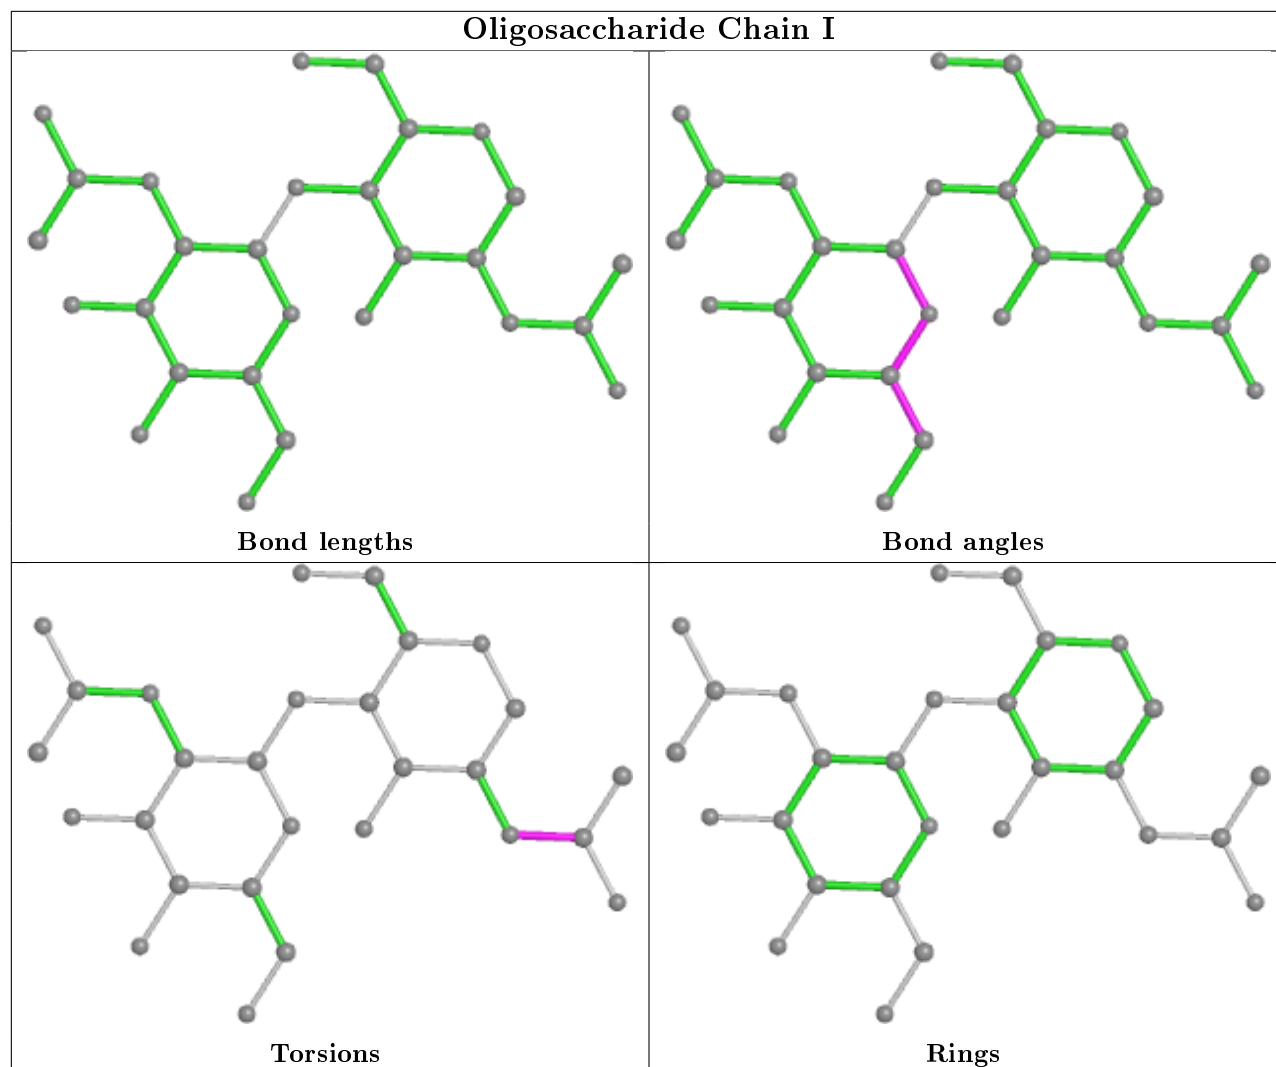 Oligosaccharide Chain I
Bond lengths
Bond angles
Torsions
Rings